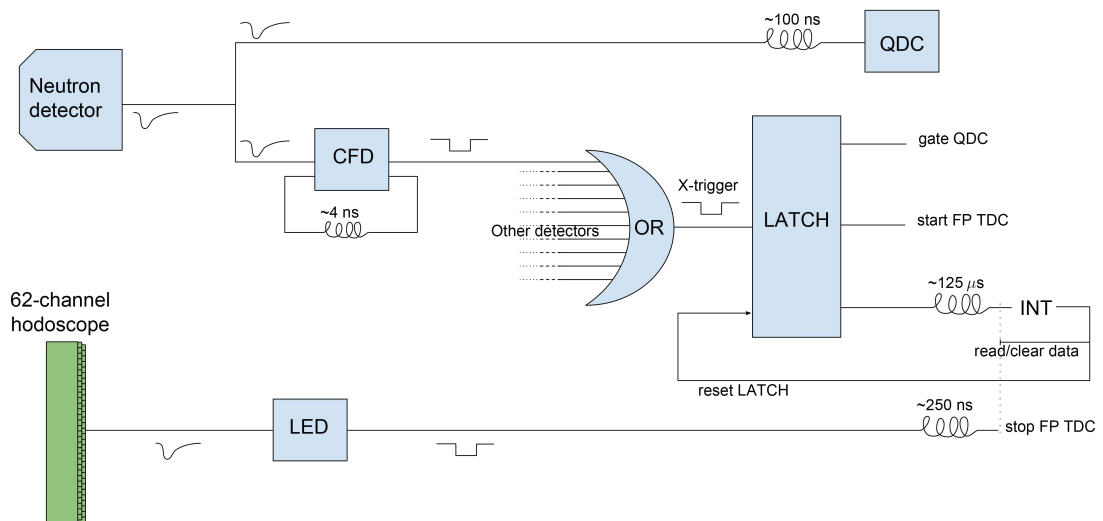 ~100 ns
QDC
Neutron
detector
CFD
gate QDC
X-trigger
~4 ns
LATCH
Other detectors
OR
start FP TDC
~125 μs
62-channel
hodoscope
INT
read/clear data
reset LATCH
~250 ns
LED
stop FP TDC